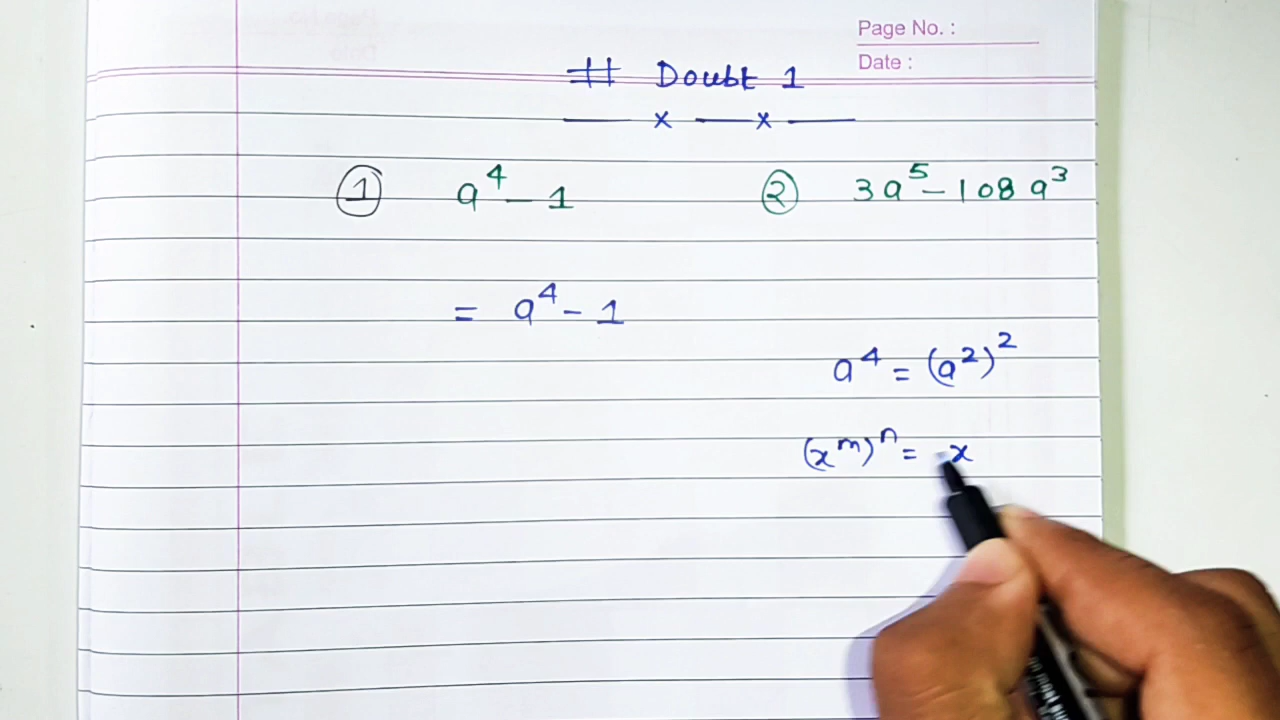 Page No. :
Date :
# Doubt 1
— x — x —
① a⁴ - 1 ② 3a⁵ - 108a³
= a⁴ - 1
a⁴ = (a²)²
(xᵐ)ⁿ = x